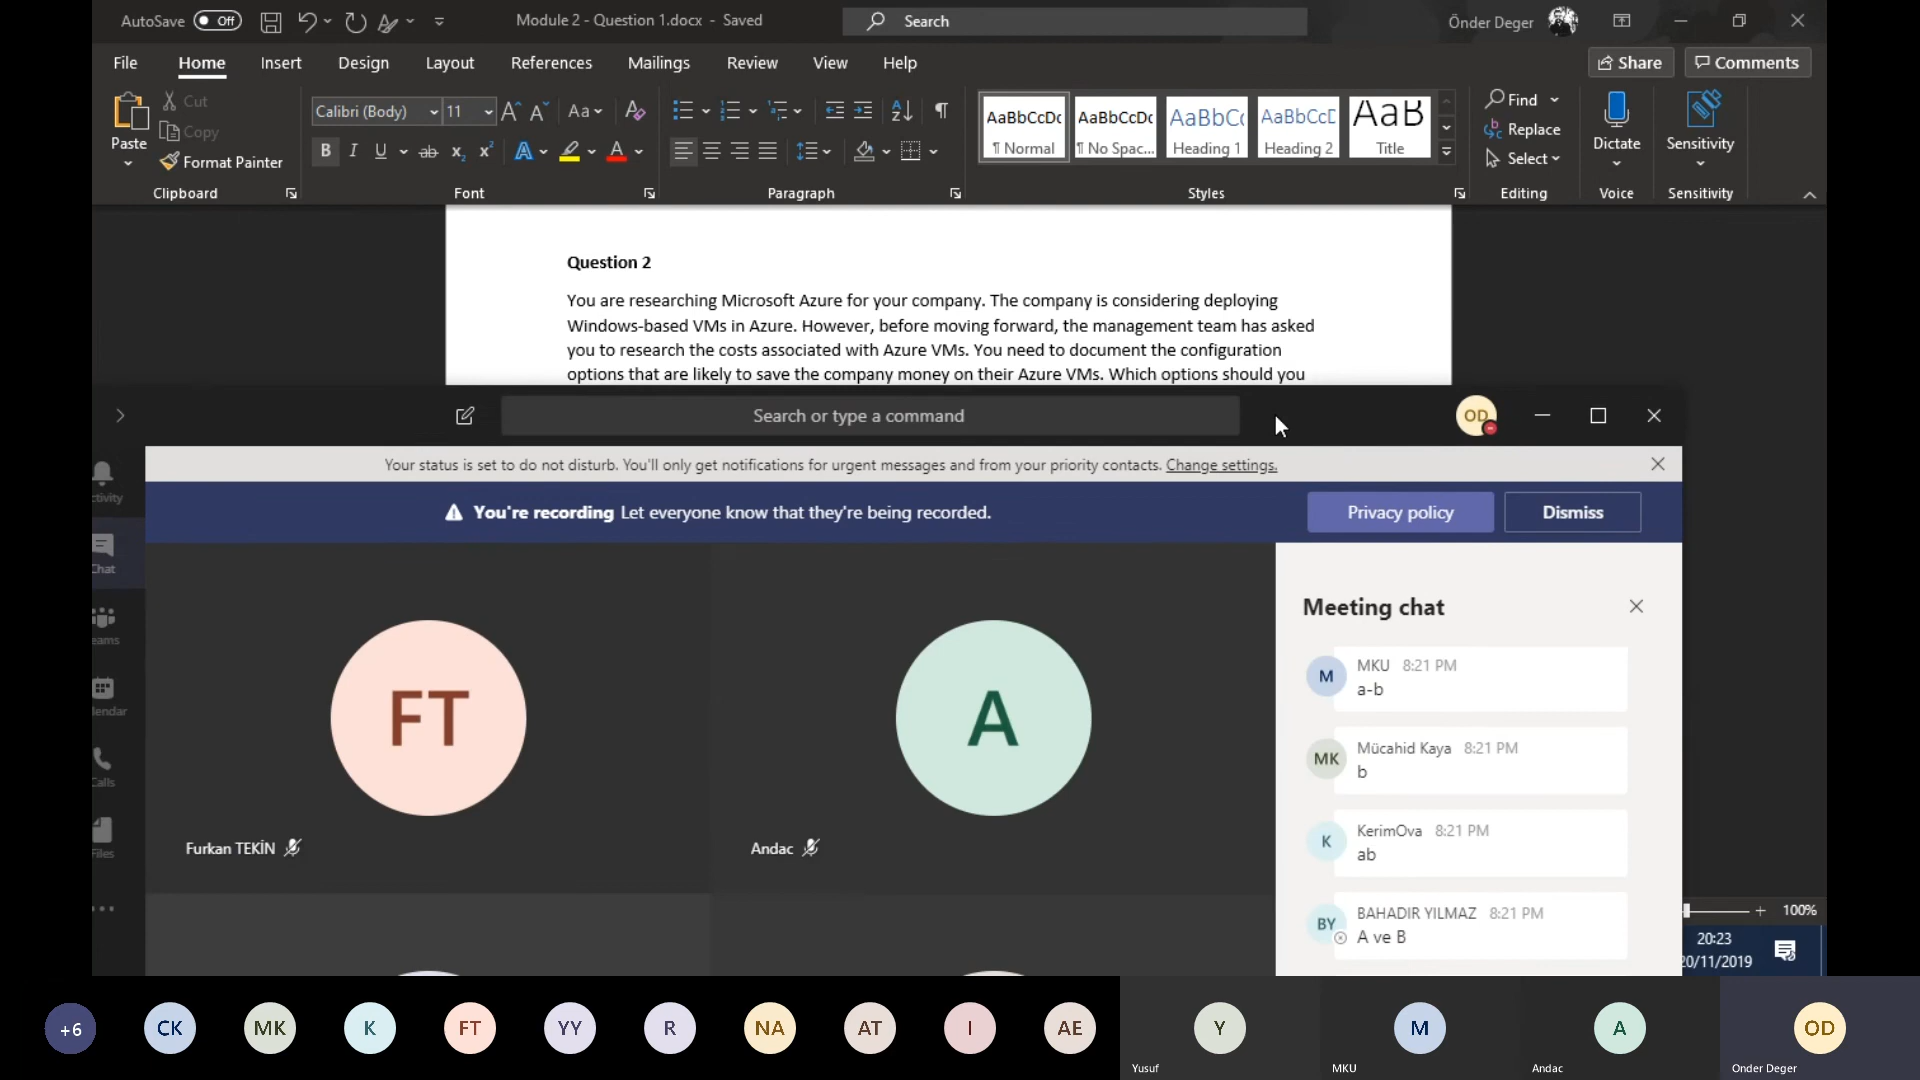 AutoSave Off Module 2 - Question 1.docx - Saved Search Önder Deger
File Home Insert Design Layout References Mailings Review View Help Share Comments
Paste
Cut
Copy
Format Painter
Clipboard
Calibri (Body) 11
Font
Paragraph
AaBbCcDc AaBbCcDc AaBbC AaBbCcD AaB
¶ Normal ¶ No Spac... Heading 1 Heading 2 Title
Styles
Find
Replace
Select
Editing
Dictate
Voice
Sensitivity
Sensitivity
Question 2
You are researching Microsoft Azure for your company. The company is considering deploying
Windows-based VMs in Azure. However, before moving forward, the management team has asked
you to research the costs associated with Azure VMs. You need to document the configuration
options that are likely to save the company money on their Azure VMs. Which options should you
Search or type a command OD
Your status is set to do not disturb. You'll only get notifications for urgent messages and from your priority contacts. Change settings.
You're recording Let everyone know that they're being recorded. Privacy policy Dismiss
ctivity
Chat
eams
lendar
Calls
Files
FT
Furkan TEKİN
A
Andac
Meeting chat
M MKU 8:21 PM
a-b
MK Mücahid Kaya 8:21 PM
b
K KerimOva 8:21 PM
ab
BY BAHADIR YILMAZ 8:21 PM
A ve B
100%
20:23
20/11/2019
+6 CK MK K FT YY R NA AT I AE Y M A OD
Yusuf MKU Andac Onder Deger